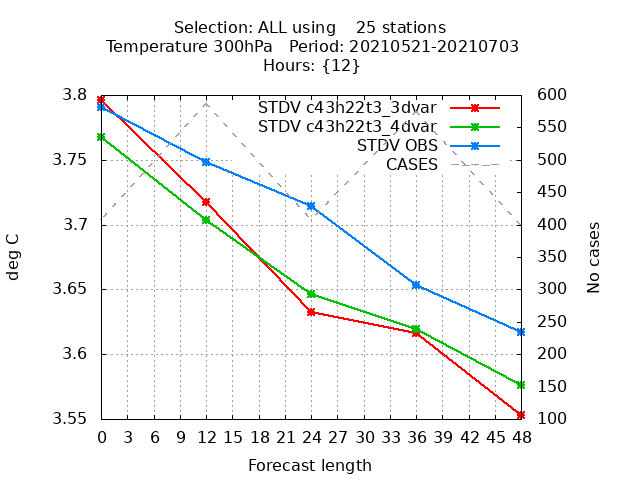 Selection: ALL using    25 stations
Temperature 300hPa   Period: 20210521-20210703
Hours: {12}
STDV c43h22t3_3dvar
STDV c43h22t3_4dvar
STDV OBS
CASES
3.8
3.75
3.7
3.65
3.6
3.55
deg C
600
550
500
450
400
350
300
250
200
150
100
No cases
0 3 6 9 12 15 18 21 24 27 30 33 36 39 42 45 48
Forecast length